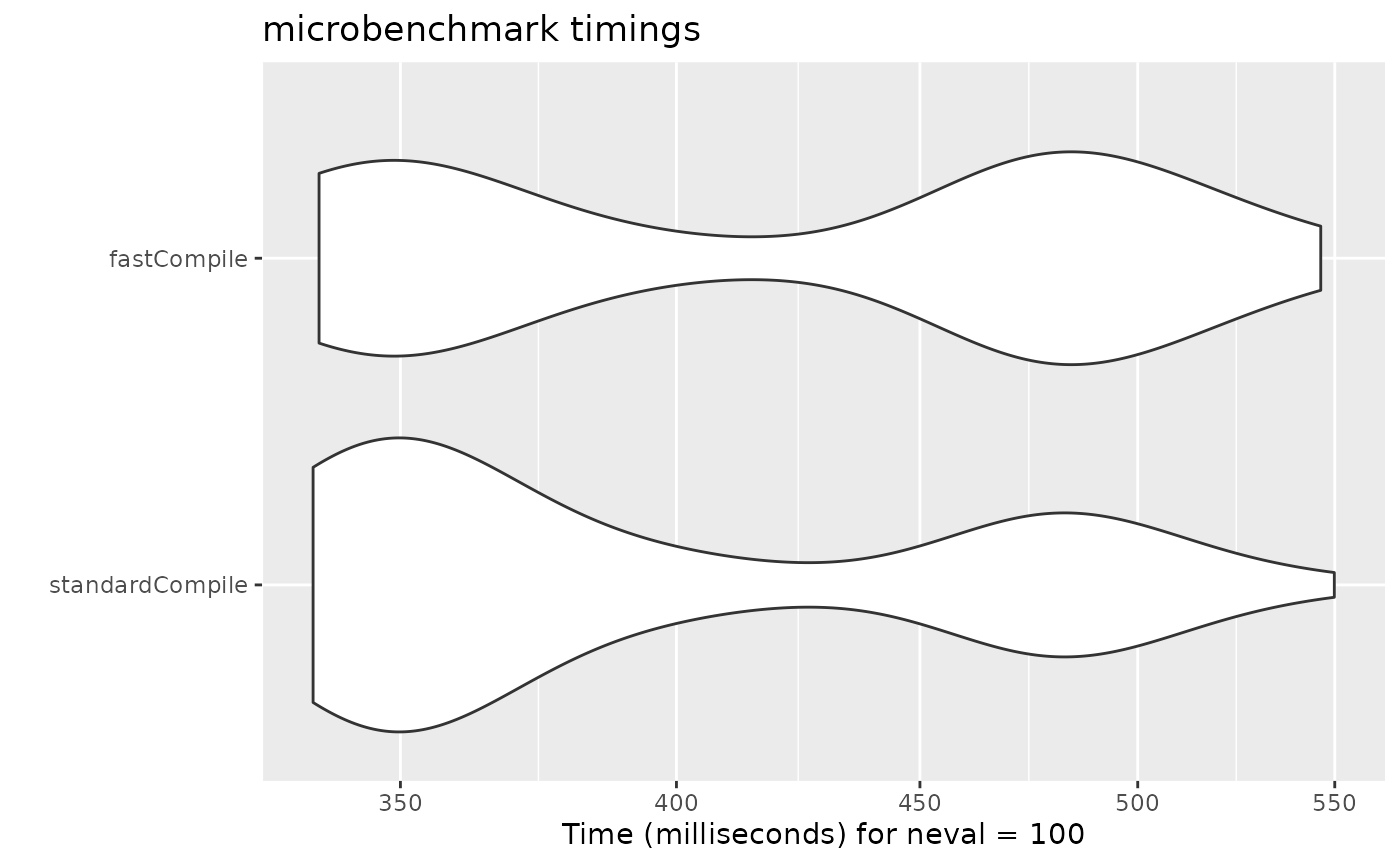 microbenchmark timings
fastCompile
standardCompile
350 400 450 500 550
Time (milliseconds) for neval = 100